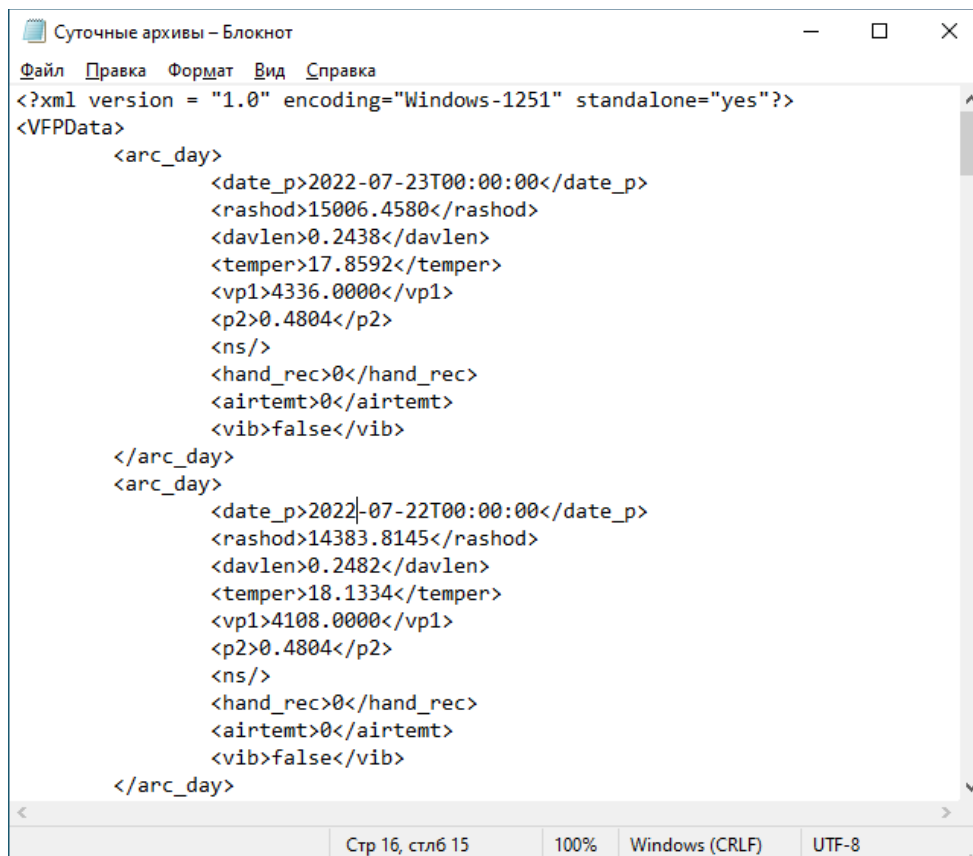 Суточные архивы – Блокнот
Файл Правка Формат Вид Справка
<?xml version = "1.0" encoding="Windows-1251" standalone="yes"?>
<VFPData>
<arc_day>
<date_p>2022-07-23T00:00:00</date_p>
<rashod>15006.4580</rashod>
<davlen>0.2438</davlen>
<temper>17.8592</temper>
<vp1>4336.0000</vp1>
<p2>0.4804</p2>
<ns/>
<hand_rec>0</hand_rec>
<airtemt>0</airtemt>
<vib>false</vib>
</arc_day>
<arc_day>
<date_p>2022-07-22T00:00:00</date_p>
<rashod>14383.8145</rashod>
<davlen>0.2482</davlen>
<temper>18.1334</temper>
<vp1>4108.0000</vp1>
<p2>0.4804</p2>
<ns/>
<hand_rec>0</hand_rec>
<airtemt>0</airtemt>
<vib>false</vib>
</arc_day>
Стр 16, стлб 15 100% Windows (CRLF) UTF-8